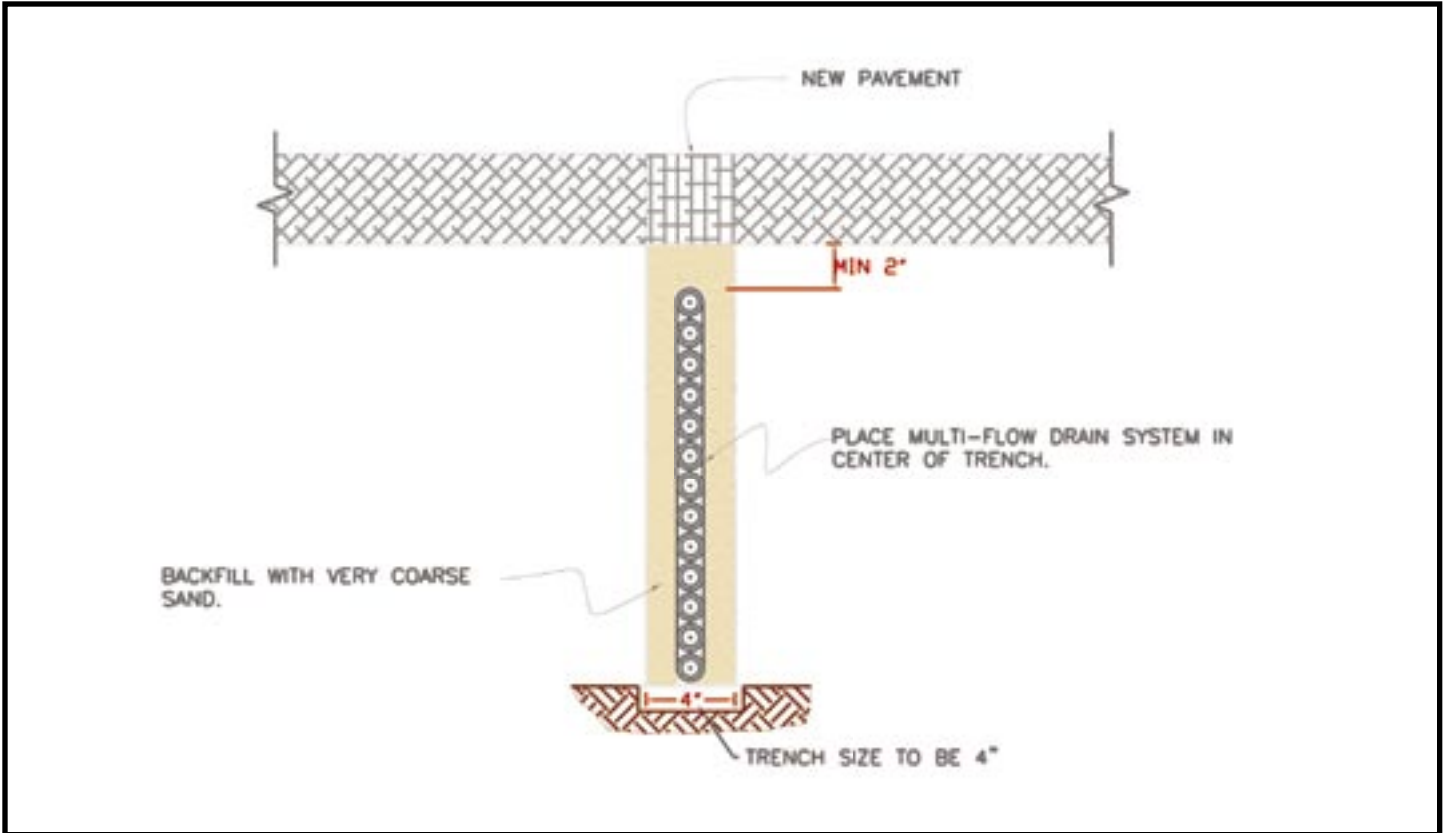 NEW PAVEMENT
MIN 2"
PLACE MULTI-FLOW DRAIN SYSTEM IN
CENTER OF TRENCH.
BACKFILL WITH VERY COARSE
SAND.
4"
TRENCH SIZE TO BE 4"